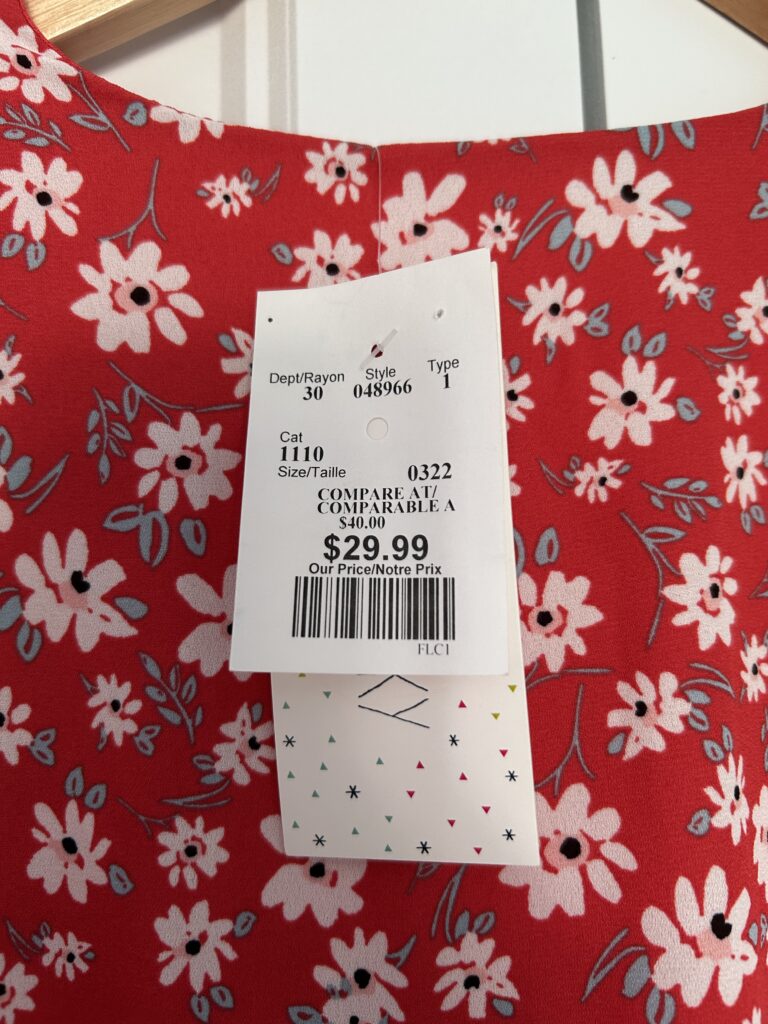 Dept/Rayon Style Type
30 048966 1
Cat
1110
Size/Taille 0322
COMPARE AT/
COMPARABLE A
$40.00
$29.99
Our Price/Notre Prix
FLC1